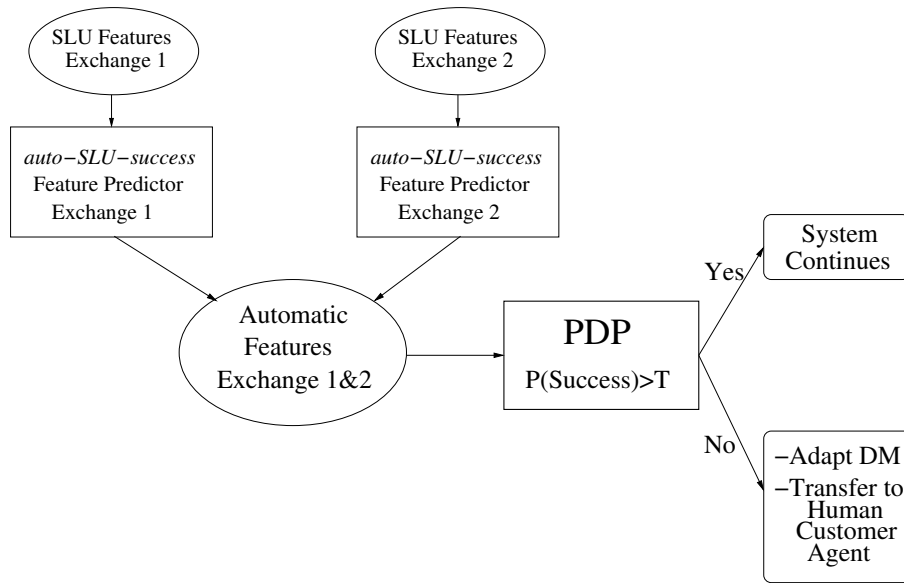 SLU Features
Exchange 1
SLU Features
Exchange 2
auto−SLU−success
Feature Predictor
Exchange 1
auto−SLU−success
Feature Predictor
Exchange 2
Automatic
Features
Exchange 1&2
PDP
P(Success)>T
Yes
System
Continues
No
−Adapt DM
−Transfer to
Human
Customer
Agent